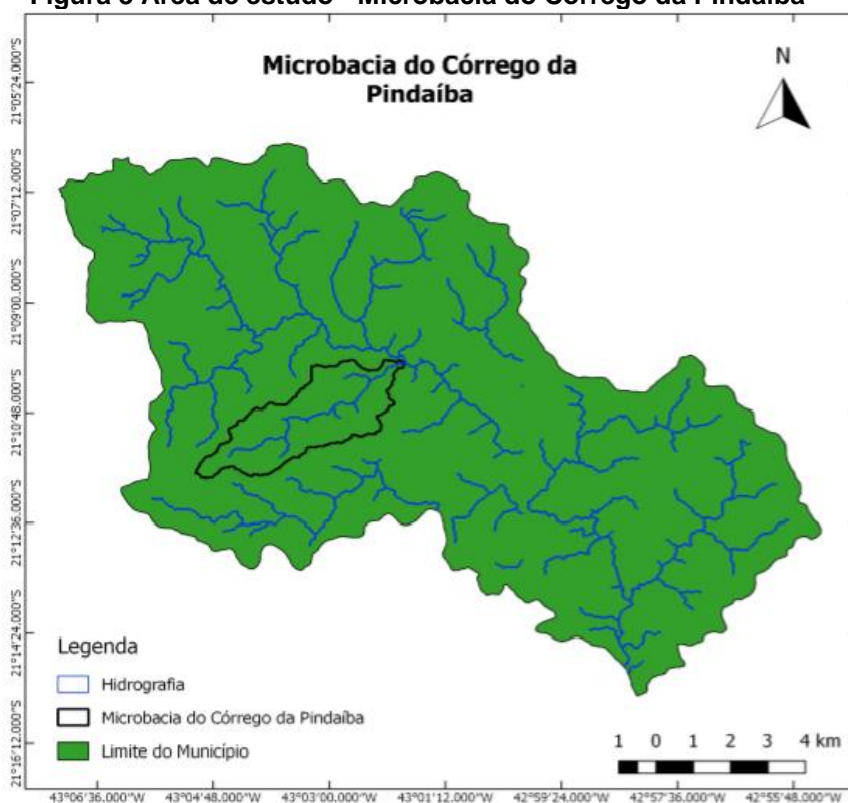 Figura 3 Área de estudo - Microbacia do Córrego da Pindaíba
Microbacia do Córrego da
Pindaíba
N
21°05'24.000"S
21°07'12.000"S
21°09'00.000"S
21°10'48.000"S
21°12'36.000"S
21°14'24.000"S
21°16'12.000"S
Legenda
Hidrografia
Microbacia do Córrego da Pindaíba
Limite do Município
1 0 1 2 3 4 km
43°06'36.000"W 43°04'48.000"W 43°03'00.000"W 43°01'12.000"W 42°59'24.000"W 42°57'36.000"W 42°55'48.000"W